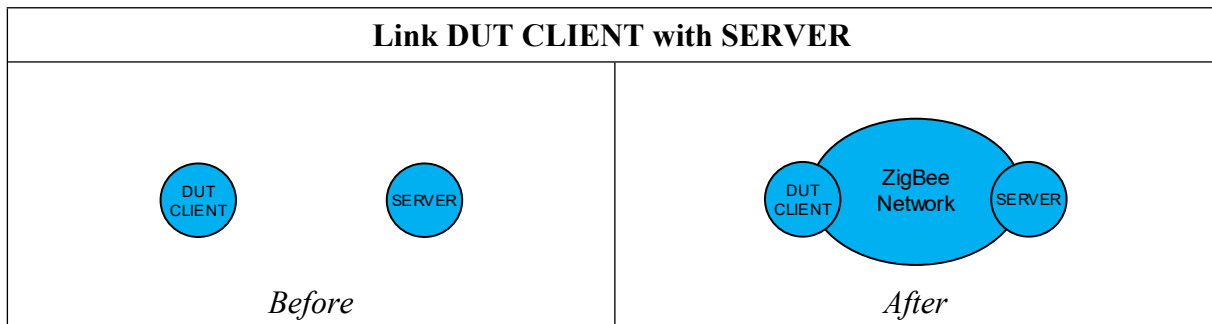 Link DUT CLIENT with SERVER
DUT
CLIENT
SERVER
Before
DUT
CLIENT
ZigBee
Network
SERVER
After